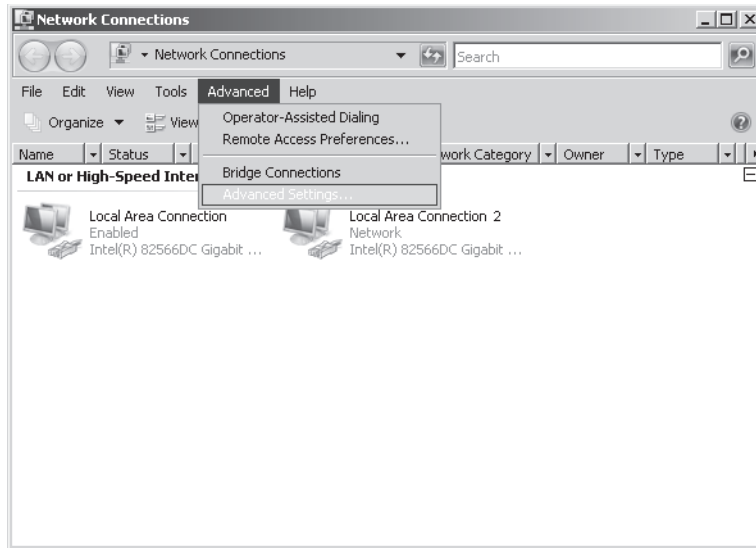 Network Connections
Network Connections
Search
File Edit View Tools Advanced Help
Organize View
Operator-Assisted Dialing
Remote Access Preferences...
Bridge Connections
Advanced Settings...
Name Status work Category Owner Type
LAN or High-Speed Inter
Local Area Connection
Enabled
Intel(R) 82566DC Gigabit ...
Local Area Connection 2
Network
Intel(R) 82566DC Gigabit ...